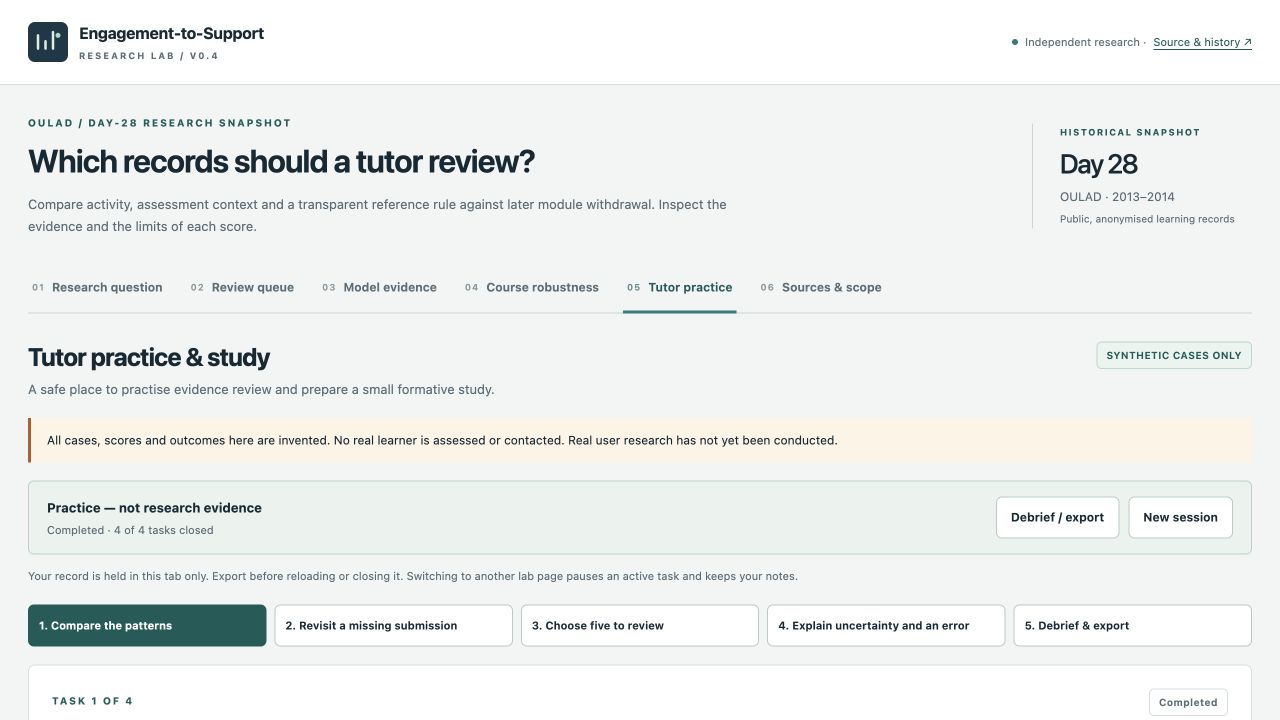 Engagement-to-Support
RESEARCH LAB / V0.4
Independent research · Source & history ↗
OULAD / DAY-28 RESEARCH SNAPSHOT
Which records should a tutor review?
Compare activity, assessment context and a transparent reference rule against later module withdrawal. Inspect the
evidence and the limits of each score.
HISTORICAL SNAPSHOT
Day 28
OULAD · 2013–2014
Public, anonymised learning records
01 Research question
02 Review queue
03 Model evidence
04 Course robustness
05 Tutor practice
06 Sources & scope
Tutor practice & study
SYNTHETIC CASES ONLY
A safe place to practise evidence review and prepare a small formative study.
All cases, scores and outcomes here are invented. No real learner is assessed or contacted. Real user research has not yet been conducted.
Practice — not research evidence
Completed · 4 of 4 tasks closed
Debrief / export
New session
Your record is held in this tab only. Export before reloading or closing it. Switching to another lab page pauses an active task and keeps your notes.
1. Compare the patterns
2. Revisit a missing submission
3. Choose five to review
4. Explain uncertainty and an error
5. Debrief & export
TASK 1 OF 4
Completed